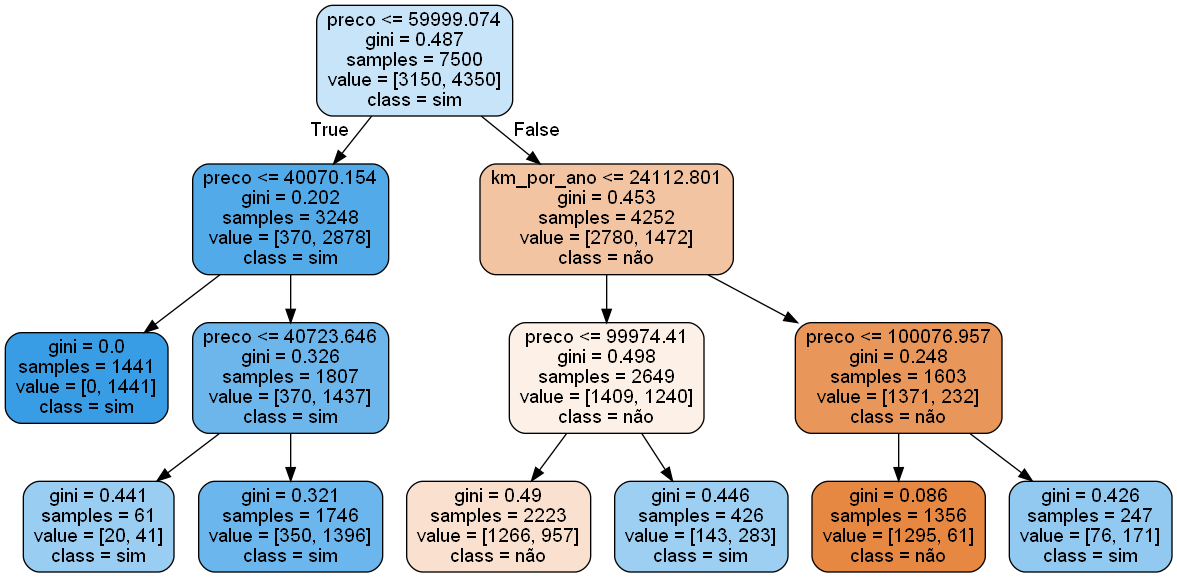 preco <= 59999.074
gini = 0.487
samples = 7500
value = [3150, 4350]
class = sim
True
False
preco <= 40070.154
gini = 0.202
samples = 3248
value = [370, 2878]
class = sim
km_por_ano <= 24112.801
gini = 0.453
samples = 4252
value = [2780, 1472]
class = não
gini = 0.0
samples = 1441
value = [0, 1441]
class = sim
preco <= 40723.646
gini = 0.326
samples = 1807
value = [370, 1437]
class = sim
preco <= 99974.41
gini = 0.498
samples = 2649
value = [1409, 1240]
class = não
preco <= 100076.957
gini = 0.248
samples = 1603
value = [1371, 232]
class = não
gini = 0.441
samples = 61
value = [20, 41]
class = sim
gini = 0.321
samples = 1746
value = [350, 1396]
class = sim
gini = 0.49
samples = 2223
value = [1266, 957]
class = não
gini = 0.446
samples = 426
value = [143, 283]
class = sim
gini = 0.086
samples = 1356
value = [1295, 61]
class = não
gini = 0.426
samples = 247
value = [76, 171]
class = sim